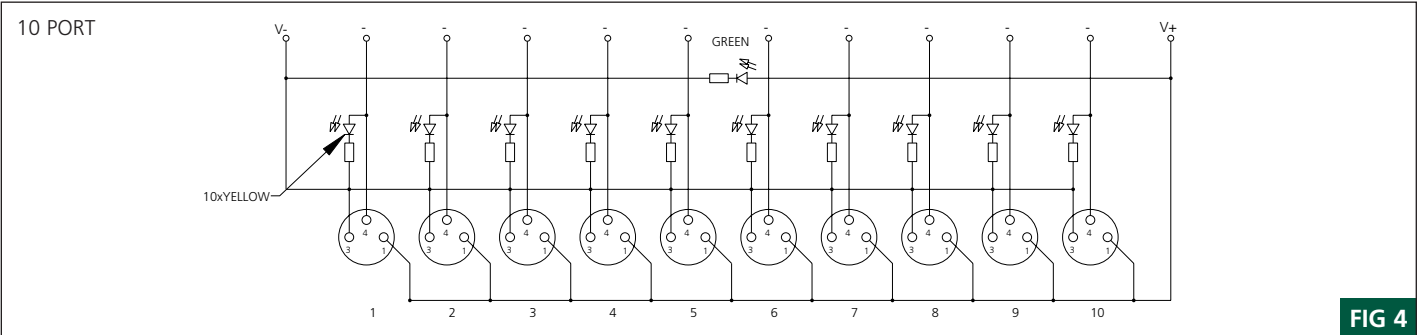 10 PORT
V- - - - - - - - - - - V+
GREEN
10xYELLOW
4 4 4 4 4 4 4 4 4 4
3 1 3 1 3 1 3 1 3 1 3 1 3 1 3 1 3 1 3 1
1 2 3 4 5 6 7 8 9 10
FIG 4